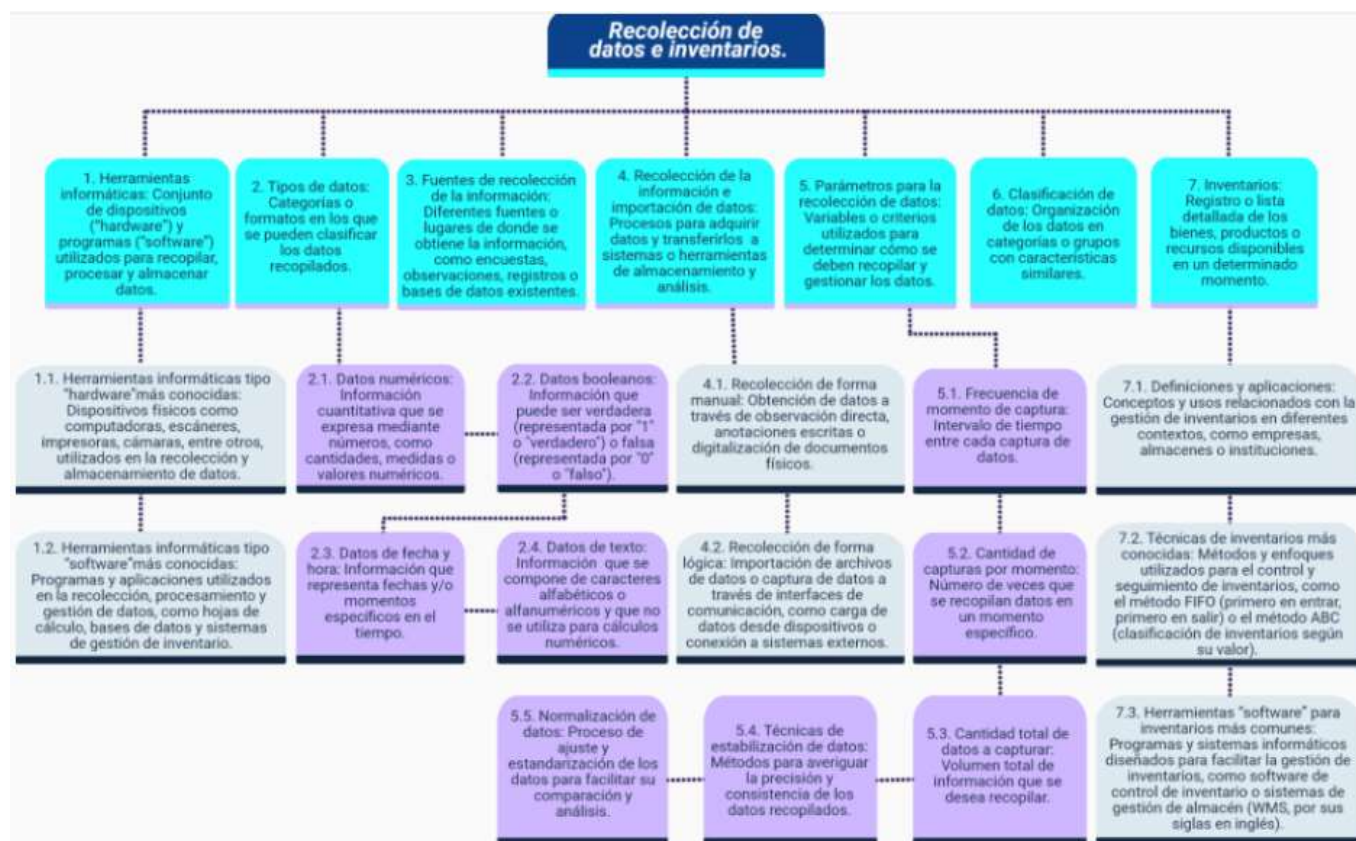 Recolección de
datos e inventarios.
1. Herramientas
informáticas: Conjunto
de dispositivos
("hardware") y
programas ("software")
utilizados para recopilar,
procesar y almacenar
datos.
2. Tipos de datos:
Categorías o
formatos en los que
se pueden clasificar
los datos
recopilados.
3. Fuentes de recolección
de la información:
Diferentes fuentes o
lugares de donde se
obtiene la información,
como encuestas,
observaciones, registros o
bases de datos existentes.
4. Recolección de la
información e
importación de datos:
Procesos para adquirir
datos y transferirlos a
sistemas o herramientas
de almacenamiento y
análisis.
5. Parámetros para la
recolección de datos:
Variables o criterios
utilizados para
determinar cómo se
deben recopilar y
gestionar los datos.
6. Clasificación de
datos: Organización
de los datos en
categorías o grupos
con características
similares.
7. Inventarios:
Registro o lista
detallada de los
bienes, productos o
recursos disponibles
en un determinado
momento.
1.1. Herramientas informáticas tipo
"hardware"más conocidas:
Dispositivos físicos como
computadoras, escáneres,
impresoras, cámaras, entre otros,
utilizados en la recolección y
almacenamiento de datos.
2.1. Datos numéricos:
Información
cuantitativa que se
expresa mediante
números, como
cantidades, medidas o
valores numéricos.
2.2. Datos booleanos:
Información que
puede ser verdadera
(representada por "1"
o "verdadero") o falsa
(representada por "0"
o "falso").
4.1. Recolección de forma
manual: Obtención de datos a
través de observación directa,
anotaciones escritas o
digitalización de documentos
físicos.
5.1. Frecuencia de
momento de captura:
Intervalo de tiempo
entre cada captura de
datos.
7.1. Definiciones y aplicaciones:
Conceptos y usos relacionados con la
gestión de inventarios en diferentes
contextos, como empresas,
almacenes o instituciones.
1.2. Herramientas informáticas tipo
"software"más conocidas:
Programas y aplicaciones utilizados
en la recolección, procesamiento y
gestión de datos, como hojas de
cálculo, bases de datos y sistemas
de gestión de inventario.
2.3. Datos de fecha y
hora: Información que
representa fechas y/o
momentos
específicos en el
tiempo.
2.4. Datos de texto:
Información que se
compone de caracteres
alfabéticos o
alfanuméricos y que no
se utiliza para cálculos
numéricos.
4.2. Recolección de forma
lógica: Importación de archivos
de datos o captura de datos a
través de interfaces de
comunicación, como carga de
datos desde dispositivos o
conexión a sistemas externos.
5.2. Cantidad de
capturas por momento:
Número de veces que
se recopilan datos en
un momento
específico.
7.2. Técnicas de inventarios más
conocidas: Métodos y enfoques
utilizados para el control y
seguimiento de inventarios, como
el método FIFO (primero en entrar,
primero en salir) o el método ABC
(clasificación de inventarios según
su valor).
5.5. Normalización de
datos: Proceso de
ajuste y
estandarización de los
datos para facilitar su
comparación y
análisis.
5.4. Técnicas de
estabilización de datos:
Métodos para averiguar
la precisión y
consistencia de los
datos recopilados.
5.3. Cantidad total de
datos a capturar:
Volumen total de
información que se
desea recopilar.
7.3. Herramientas "software" para
inventarios más comunes:
Programas y sistemas informáticos
diseñados para facilitar la gestión de
inventarios, como software de
control de inventario o sistemas de
gestión de almacén (WMS, por sus
siglas en inglés).